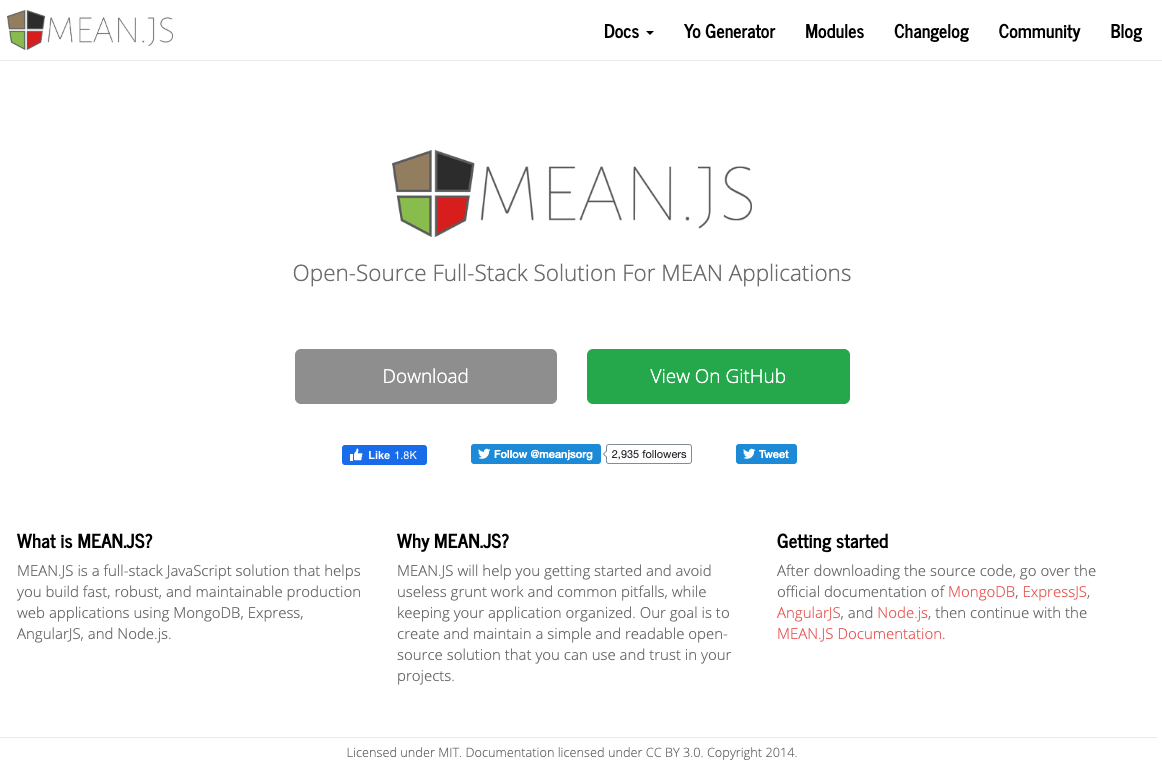 MEAN.JS
Docs Yo Generator Modules Changelog Community Blog
MEAN.JS
Open-Source Full-Stack Solution For MEAN Applications
Download View On GitHub
Like 1.8K Follow @meanjsorg 2,935 followers Tweet
What is MEAN.JS?
MEAN.JS is a full-stack JavaScript solution that helps
you build fast, robust, and maintainable production
web applications using MongoDB, Express,
AngularJS, and Node.js.
Why MEAN.JS?
MEAN.JS will help you getting started and avoid
useless grunt work and common pitfalls, while
keeping your application organized. Our goal is to
create and maintain a simple and readable open-
source solution that you can use and trust in your
projects.
Getting started
After downloading the source code, go over the
official documentation of MongoDB, ExpressJS,
AngularJS, and Node.js, then continue with the
MEAN.JS Documentation.
Licensed under MIT. Documentation licensed under CC BY 3.0. Copyright 2014.